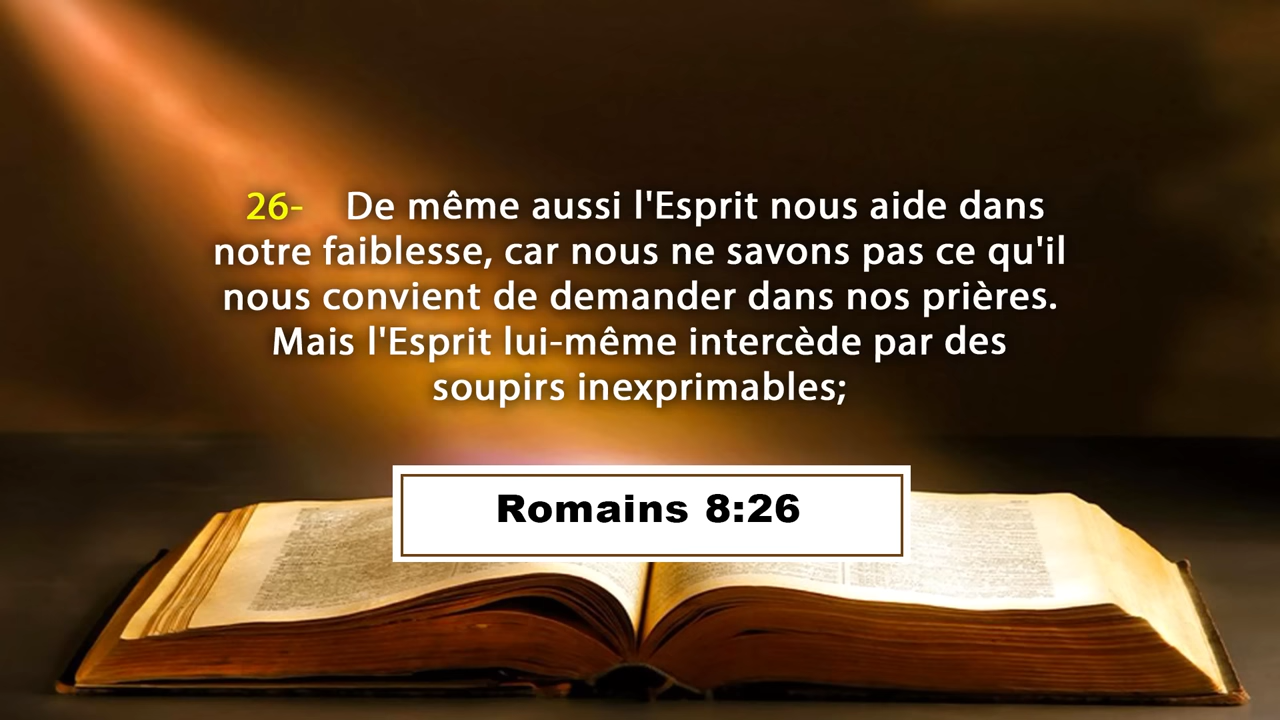 26- De même aussi l'Esprit nous aide dans
notre faiblesse, car nous ne savons pas ce qu'il
nous convient de demander dans nos prières.
Mais l'Esprit lui-même intercède par des
soupirs inexprimables;
Romains 8:26